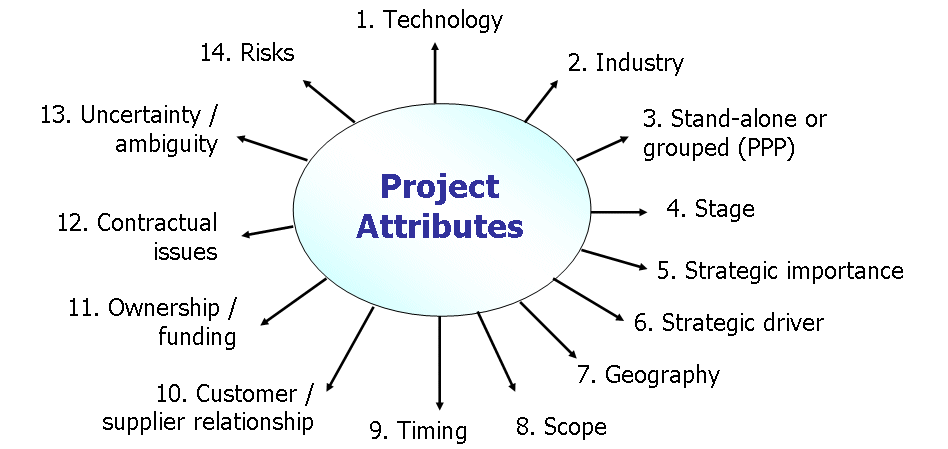 Project
Attributes
1. Technology
2. Industry
3. Stand-alone or
grouped (PPP)
4. Stage
5. Strategic importance
6. Strategic driver
7. Geography
8. Scope
9. Timing
10. Customer /
supplier relationship
11. Ownership /
funding
12. Contractual
issues
13. Uncertainty /
ambiguity
14. Risks